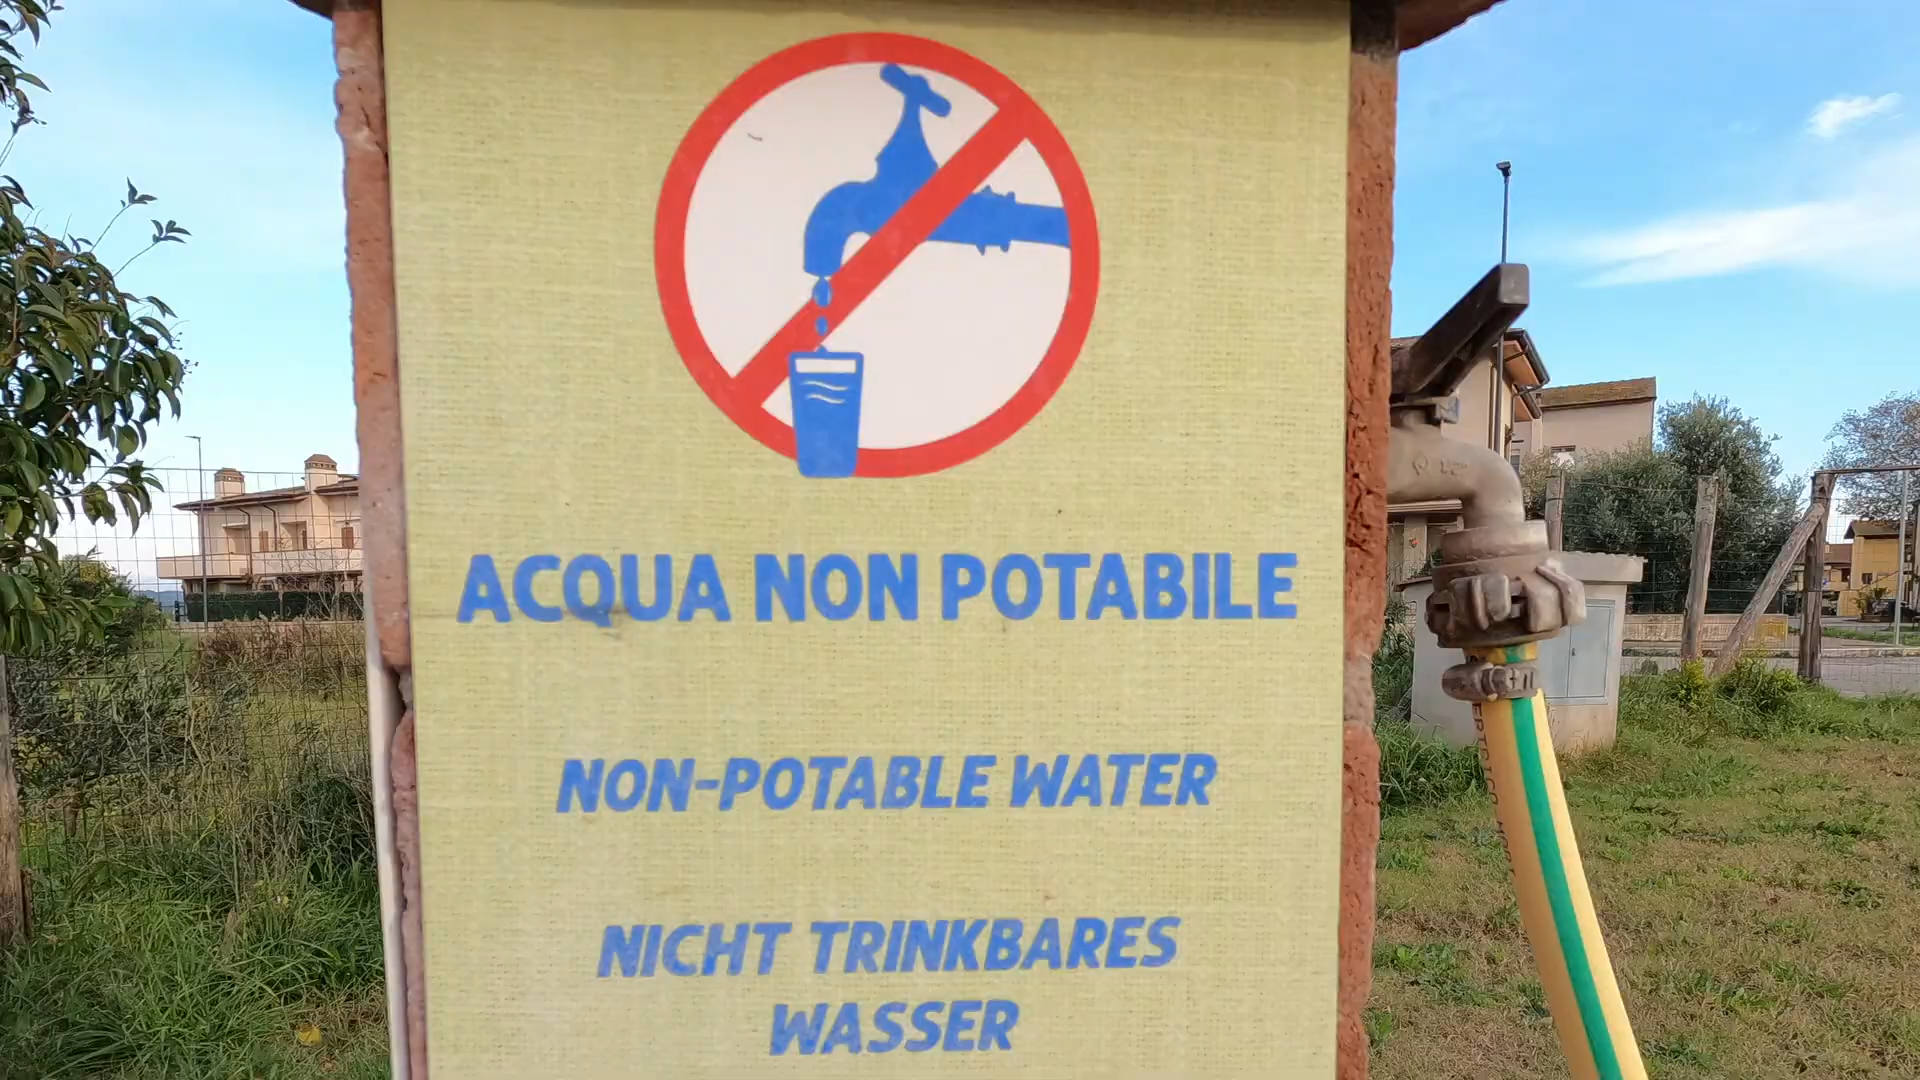 ACQUA NON POTABILE
NON-POTABLE WATER
NICHT TRINKBARES
WASSER